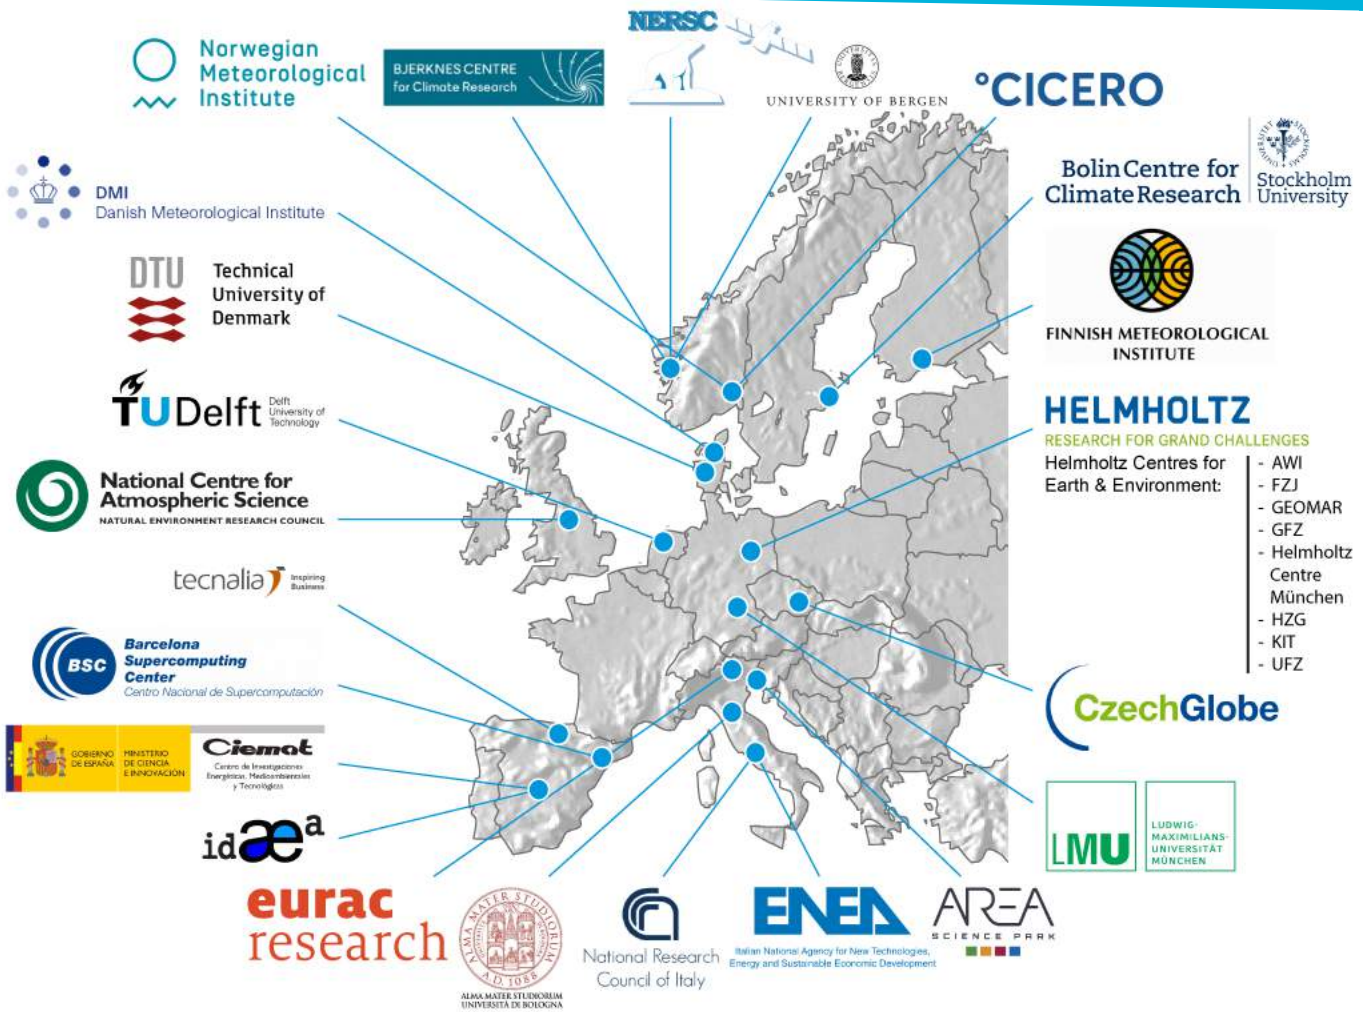 NERSC
Norwegian
Meteorological
Institute
BJERKNES CENTRE
for Climate Research
UNIVERSITY OF BERGEN
°CICERO
Bolin Centre for
Climate Research
Stockholm
University
DMI
Danish Meteorological Institute
DTU
Technical
University of
Denmark
FINNISH METEOROLOGICAL
INSTITUTE
TU Delft
Delft
University of
Technology
HELMHOLTZ
RESEARCH FOR GRAND CHALLENGES
Helmholtz Centres for
Earth & Environment:
- AWI
- FZJ
- GEOMAR
- GFZ
- Helmholtz
Centre
München
- HZG
- KIT
- UFZ
National Centre for
Atmospheric Science
NATURAL ENVIRONMENT RESEARCH COUNCIL
tecnalia
Inspiring
Business
BSC
Barcelona
Supercomputing
Center
Centro Nacional de Supercomputación
CzechGlobe
GOBIERNO
DE ESPAÑA
MINISTERIO
DE CIENCIA
E INNOVACIÓN
Ciemat
Centro de Investigaciones
Energéticas, Medioambientales
y Tecnológicas
idæa
LMU
LUDWIG-
MAXIMILIANS-
UNIVERSITÄT
MÜNCHEN
eurac
research
ALMA MATER STUDIORUM
A.D. 1088
ALMA MATER STUDIORUM
UNIVERSITÀ DI BOLOGNA
National Research
Council of Italy
ENEA
Italian National Agency for New Technologies,
Energy and Sustainable Economic Development
AREA
SCIENCE PARK